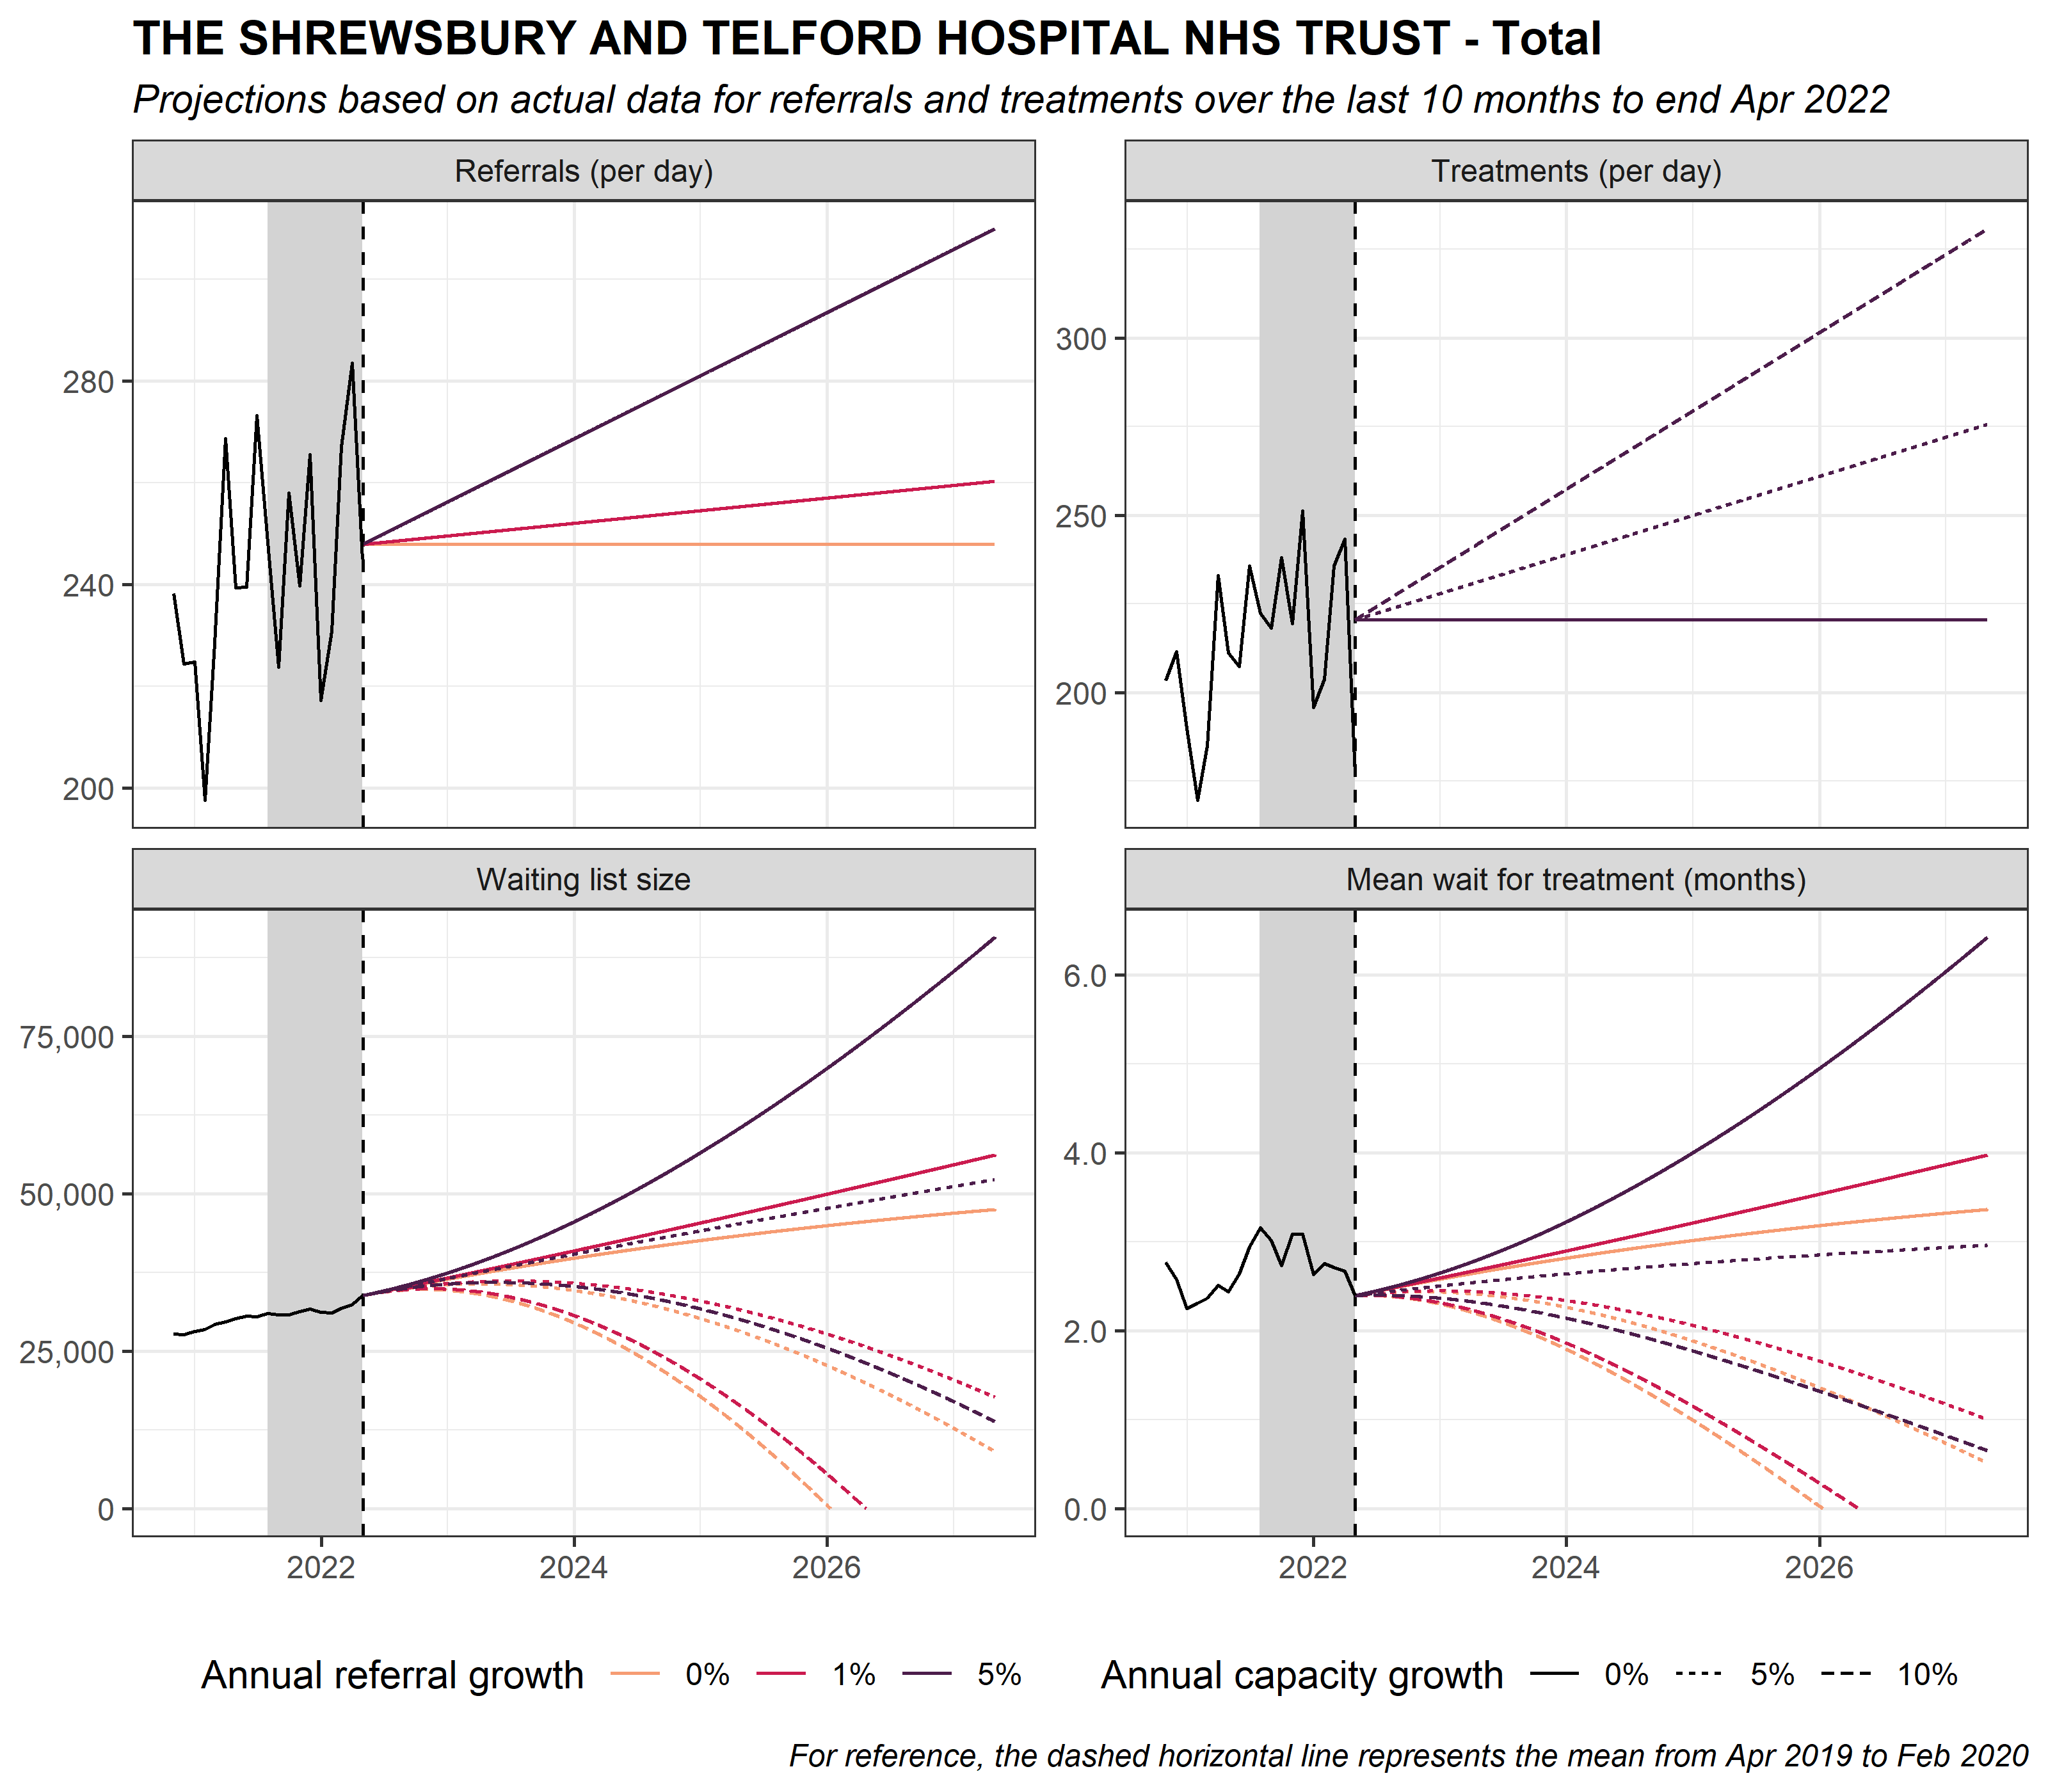 THE SHREWSBURY AND TELFORD HOSPITAL NHS TRUST - Total
Projections based on actual data for referrals and treatments over the last 10 months to end Apr 2022
Referrals (per day)
280
240
200
Treatments (per day)
300
250
200
Waiting list size
75,000
50,000
25,000
0
2022 2024 2026
Mean wait for treatment (months)
6.0
4.0
2.0
0.0
2022 2024 2026
Annual referral growth 0% 1% 5%
Annual capacity growth 0% 5% 10%
For reference, the dashed horizontal line represents the mean from Apr 2019 to Feb 2020